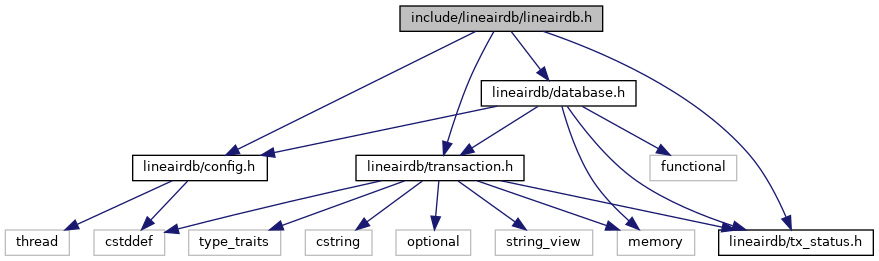 include/lineairdb/lineairdb.h
lineairdb/database.h
lineairdb/config.h
lineairdb/transaction.h
functional
thread
cstddef
type_traits
cstring
optional
string_view
memory
lineairdb/tx_status.h